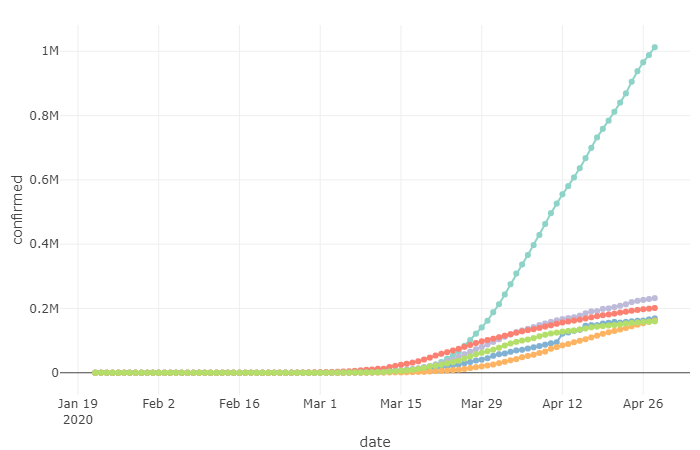 1M
0.8M
0.6M
0.4M
0.2M
0
confirmed
Jan 19
2020
Feb 2
Feb 16
Mar 1
Mar 15
Mar 29
Apr 12
Apr 26
date